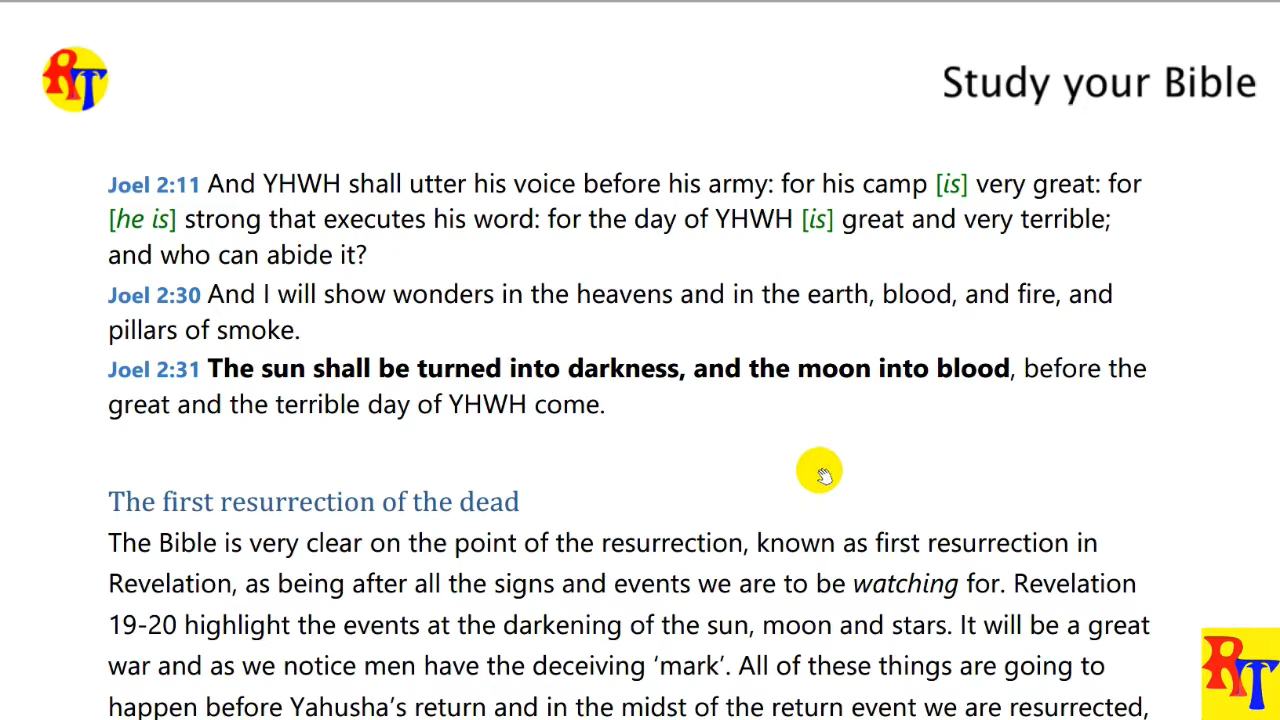 RT
Study your Bible
Joel 2:11 And YHWH shall utter his voice before his army: for his camp [is] very great: for
[he is] strong that executes his word: for the day of YHWH [is] great and very terrible;
and who can abide it?
Joel 2:30 And I will show wonders in the heavens and in the earth, blood, and fire, and
pillars of smoke.
Joel 2:31 The sun shall be turned into darkness, and the moon into blood, before the
great and the terrible day of YHWH come.
The first resurrection of the dead
The Bible is very clear on the point of the resurrection, known as first resurrection in
Revelation, as being after all the signs and events we are to be watching for. Revelation
19-20 highlight the events at the darkening of the sun, moon and stars. It will be a great
war and as we notice men have the deceiving ‘mark’. All of these things are going to
happen before Yahusha’s return and in the midst of the return event we are resurrected,
RT